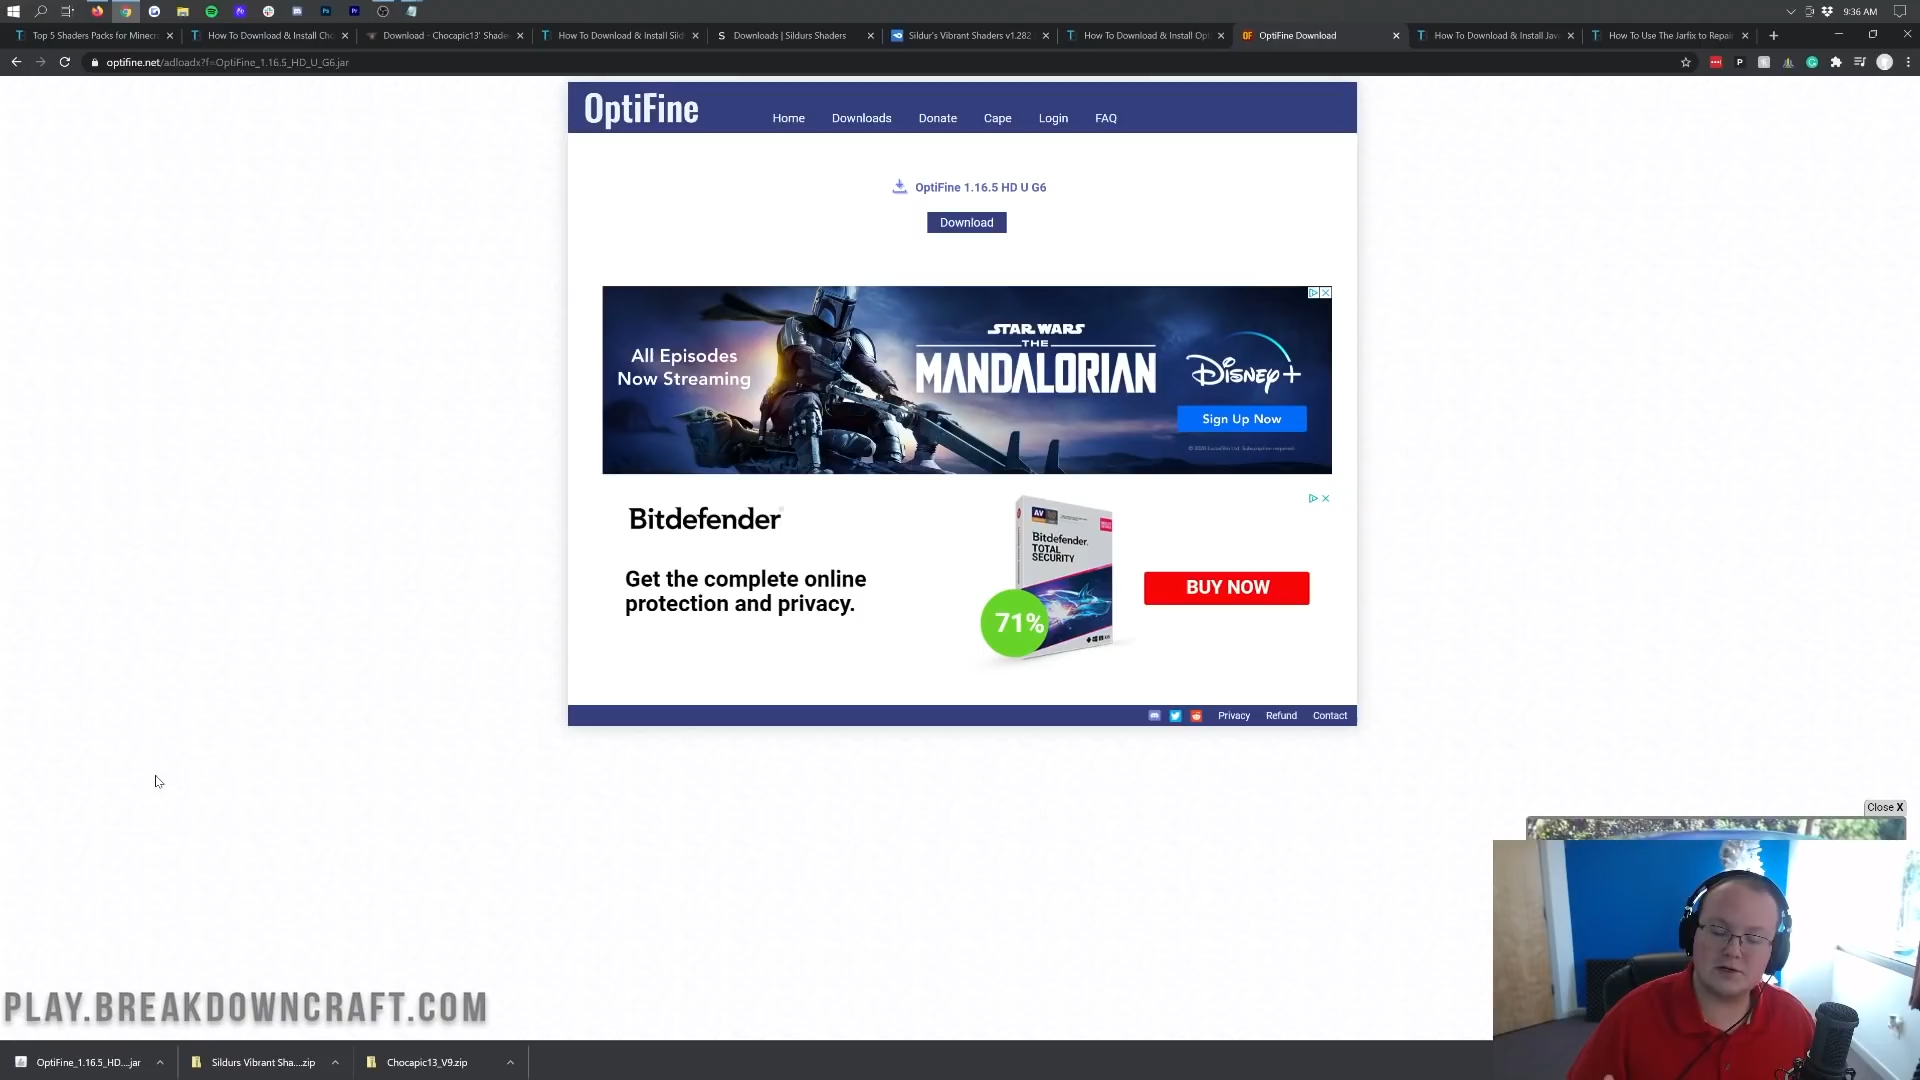 9:36 AM
Top 5 Shaders Packs for Minecr
How To Download & Install Cho
Download - Chocapic13' Shade
How To Download & Install Sild
S Downloads | Sildurs Shaders
Sildur's Vibrant Shaders v1.282
How To Download & Install Opt
OF OptiFine Download
How To Download & Install Jav
How To Use The Jarfix to Repai
optifine.net/adloadx?f=OptiFine_1.16.5_HD_U_G6.jar
OptiFine
Home Downloads Donate Cape Login FAQ
OptiFine 1.16.5 HD U G6
Download
All Episodes
Now Streaming
STAR WARS
THE
MANDALORIAN
Disney+
Sign Up Now
Bitdefender
Get the complete online
protection and privacy.
AV
Bitdefender
TOTAL
SECURITY
71%
BUY NOW
Privacy Refund Contact
Close X
PLAY.BREAKDOWNCRAFT.COM
OptiFine_1.16.5_HD....jar
Sildurs Vibrant Sha....zip
Chocapic13_V9.zip